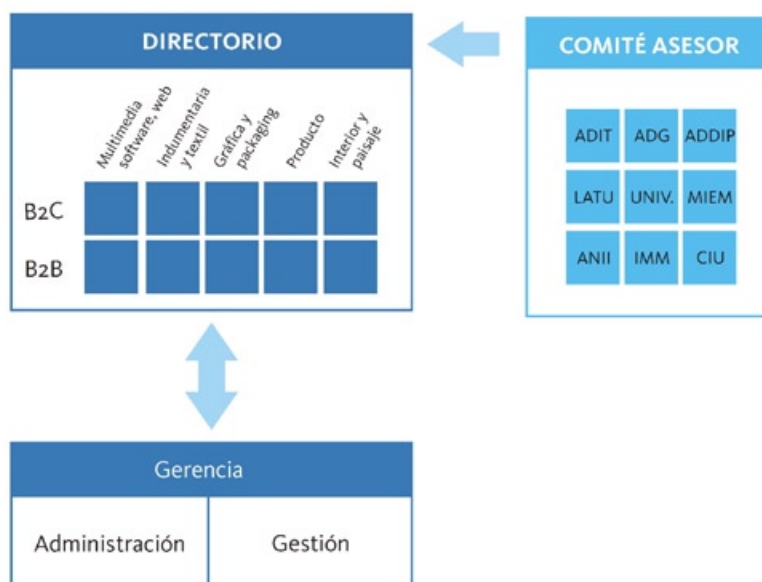 DIRECTORIO
COMITÉ ASESOR
Multimedia
software, web
Indumentaria
y textil
Gráfica y
packaging
Producto
Interior y
paisaje
B2C
B2B
ADIT ADG ADDIP
LATU UNIV. MIEM
ANII IMM CIU
Gerencia
Administración Gestión